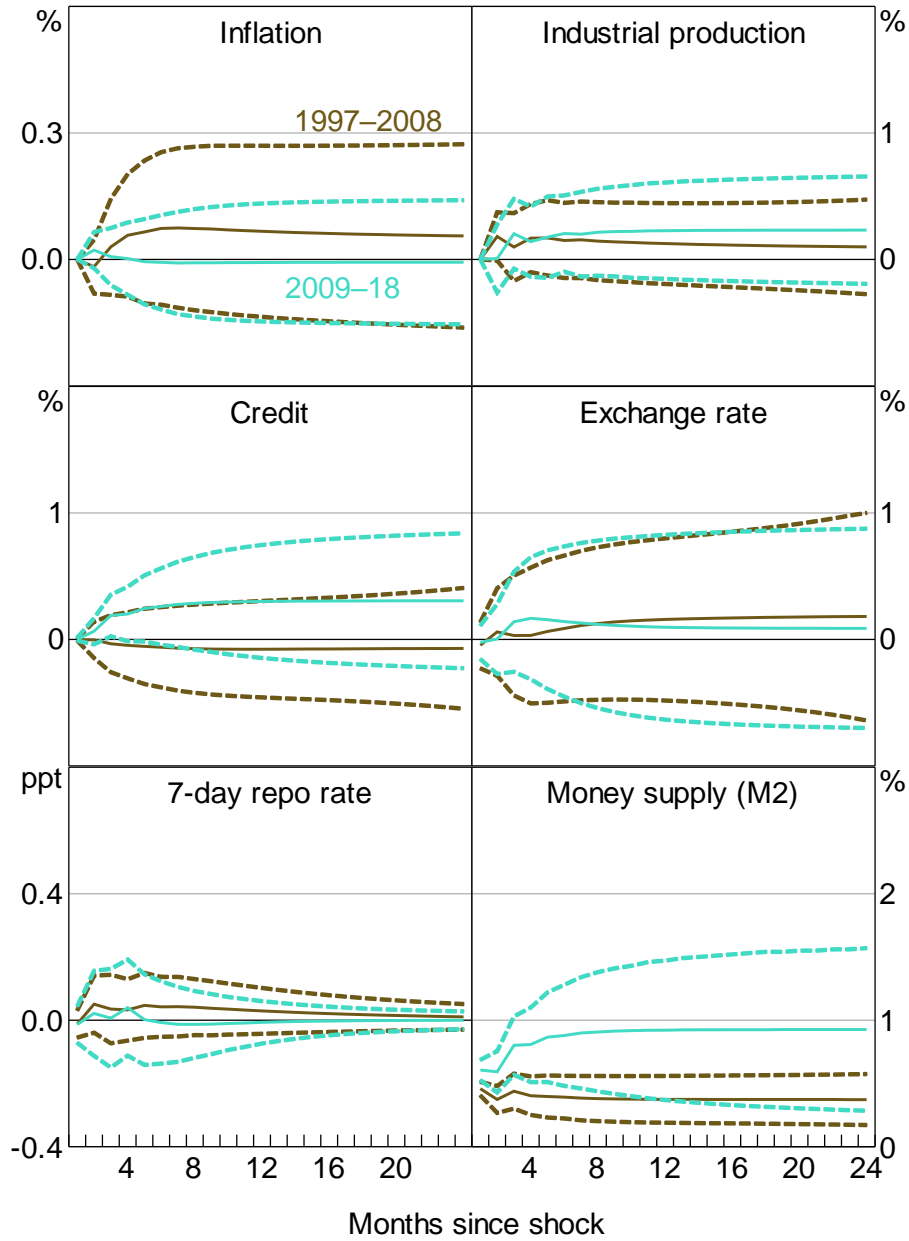 % %
Inflation Industrial production
1997–2008
0.3 1
0.0 0
2009–18
% %
Credit Exchange rate
1 1
0 0
ppt %
7-day repo rate Money supply (M2)
0.4 2
0.0 1
-0.4 0
4 8 12 16 20 4 8 12 16 20 24
Months since shock